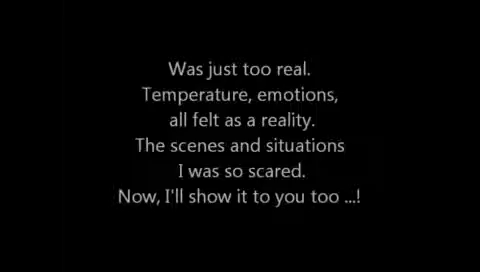 Was just too real.
Temperature, emotions,
all felt as a reality.
The scenes and situations
I was so scared.
Now, I'll show it to you too ...!